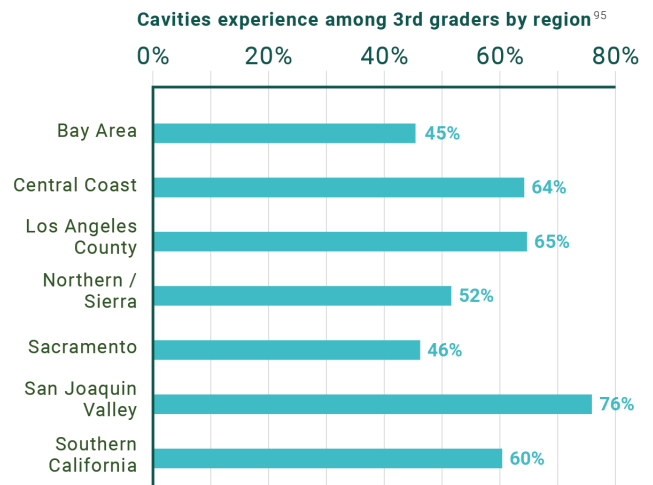 Cavities experience among 3rd graders by region95
0% 20% 40% 60% 80%
Bay Area 45%
Central Coast 64%
Los Angeles
County 65%
Northern /
Sierra 52%
Sacramento 46%
San Joaquin
Valley 76%
Southern
California 60%